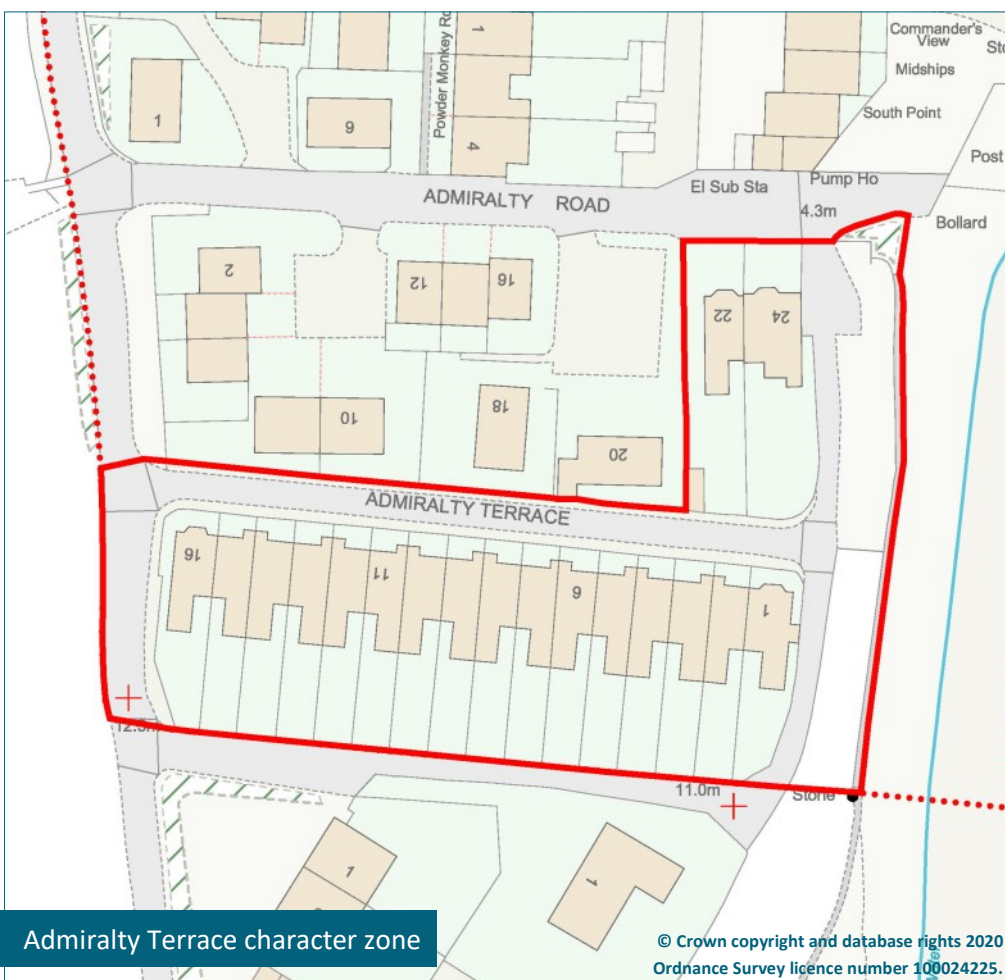 Powder Monkey Ro
1
Commander's
View
Sto
Midships
South Point
1
9
4
Post
El Sub Sta
Pump Ho
ADMIRALTY ROAD
4.3m
Bollard
2
12
16
22
24
10
18
20
ADMIRALTY TERRACE
16
11
9
1
12.5m
11.0m
Stone
1
1
Admiralty Terrace character zone
© Crown copyright and database rights 2020
Ordnance Survey licence number 100024225.